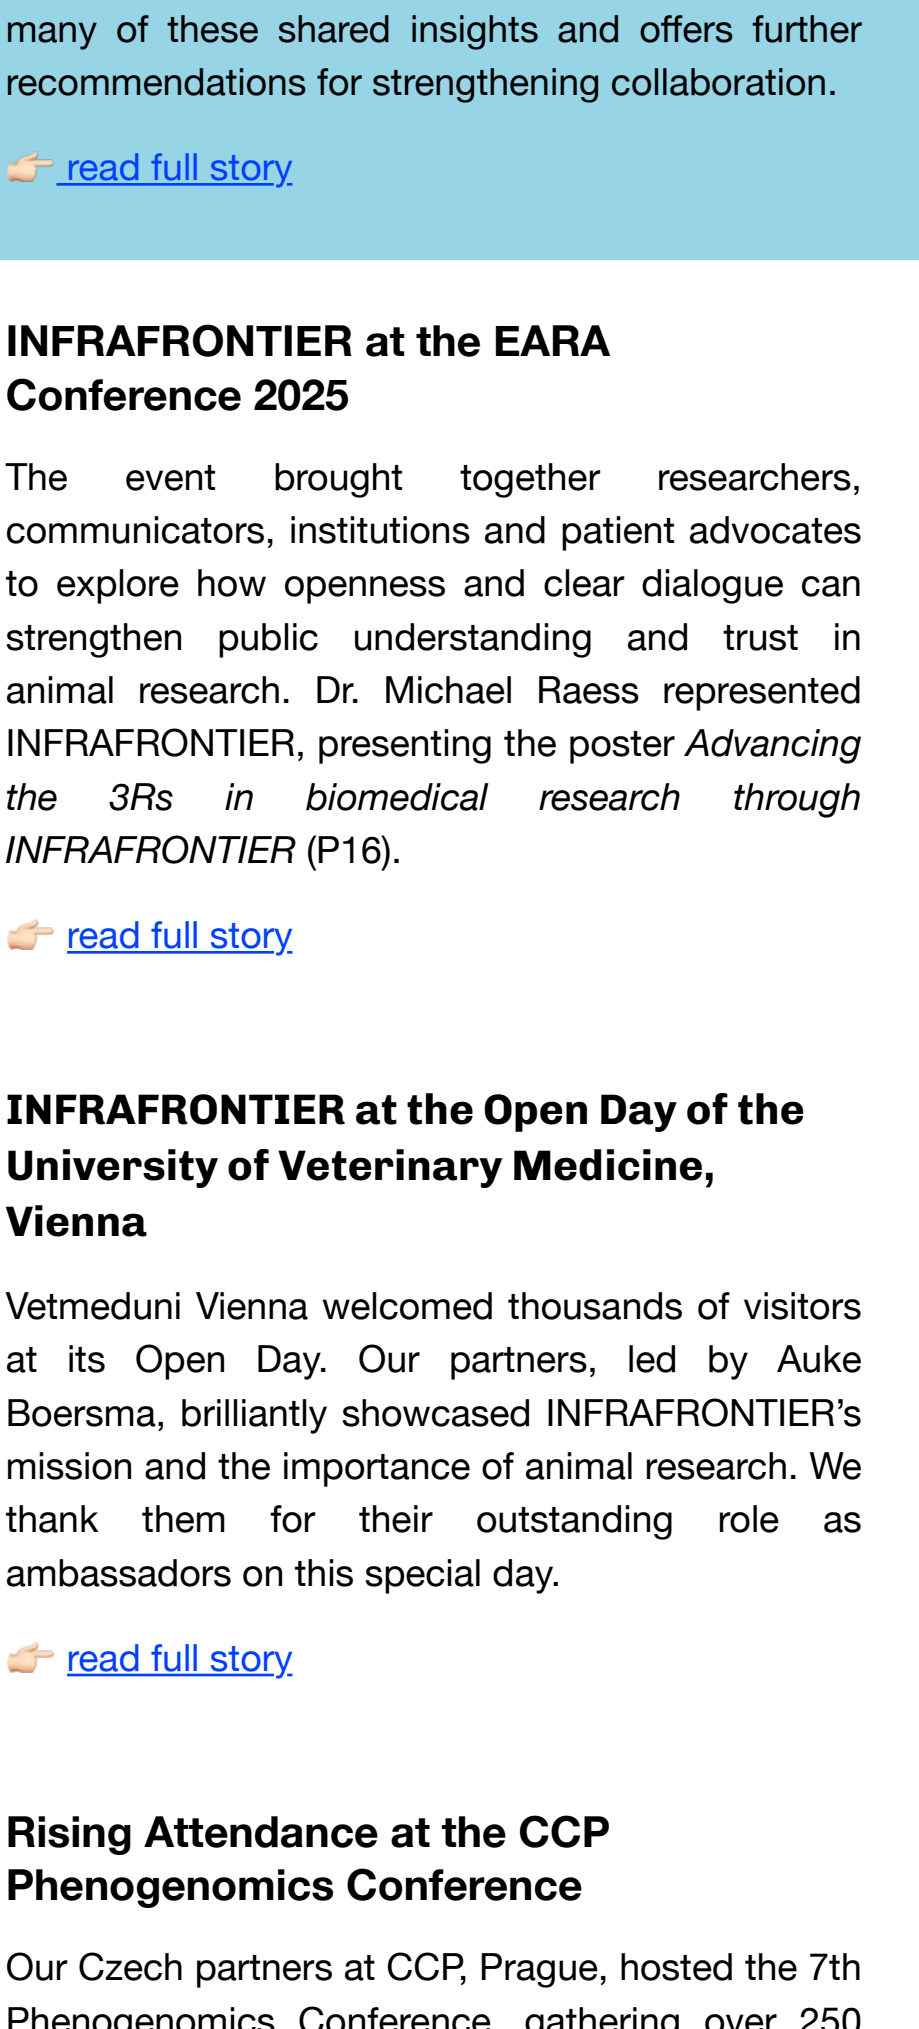 many of these shared insights and offers further
recommendations for strengthening collaboration.
👉🏻 read full story
INFRAFRONTIER at the EARA
Conference 2025
The event brought together researchers,
communicators, institutions and patient advocates
to explore how openness and clear dialogue can
strengthen public understanding and trust in
animal research. Dr. Michael Raess represented
INFRAFRONTIER, presenting the poster Advancing
the 3Rs in biomedical research through
INFRAFRONTIER (P16).
👉🏻 read full story
INFRAFRONTIER at the Open Day of the
University of Veterinary Medicine,
Vienna
Vetmeduni Vienna welcomed thousands of visitors
at its Open Day. Our partners, led by Auke
Boersma, brilliantly showcased INFRAFRONTIER’s
mission and the importance of animal research. We
thank them for their outstanding role as
ambassadors on this special day.
👉🏻 read full story
Rising Attendance at the CCP
Phenogenomics Conference
Our Czech partners at CCP, Prague, hosted the 7th
Phenogenomics Conference, gathering over 250